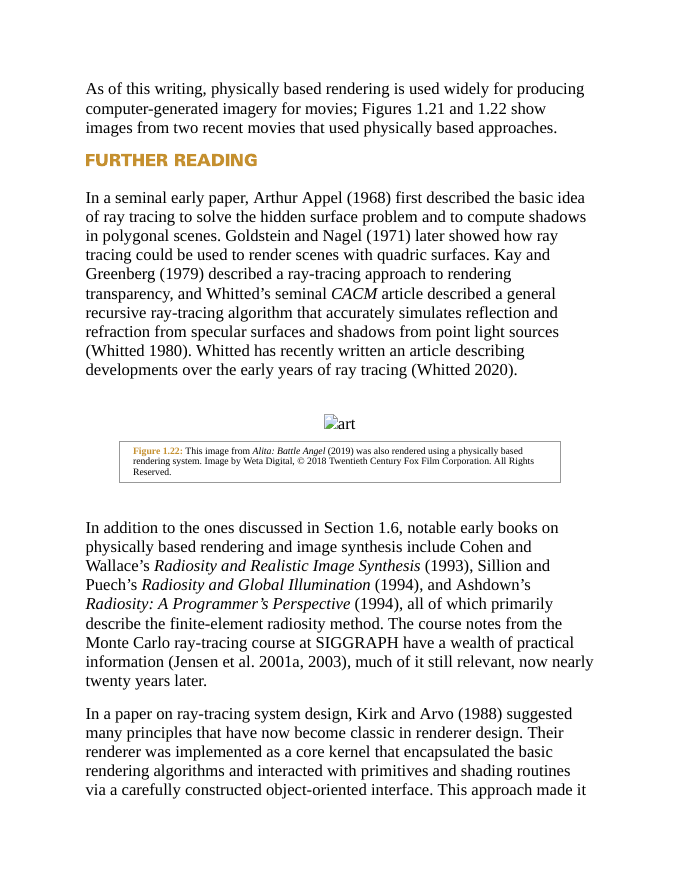 As of this writing, physically based rendering is used widely for producing
computer-generated imagery for movies; Figures 1.21 and 1.22 show
images from two recent movies that used physically based approaches.
FURTHER READING
In a seminal early paper, Arthur Appel (1968) first described the basic idea
of ray tracing to solve the hidden surface problem and to compute shadows
in polygonal scenes. Goldstein and Nagel (1971) later showed how ray
tracing could be used to render scenes with quadric surfaces. Kay and
Greenberg (1979) described a ray-tracing approach to rendering
transparency, and Whitted’s seminal CACM article described a general
recursive ray-tracing algorithm that accurately simulates reflection and
refraction from specular surfaces and shadows from point light sources
(Whitted 1980). Whitted has recently written an article describing
developments over the early years of ray tracing (Whitted 2020).
art
Figure 1.22: This image from Alita: Battle Angel (2019) was also rendered using a physically based
rendering system. Image by Weta Digital, © 2018 Twentieth Century Fox Film Corporation. All Rights
Reserved.
In addition to the ones discussed in Section 1.6, notable early books on
physically based rendering and image synthesis include Cohen and
Wallace’s Radiosity and Realistic Image Synthesis (1993), Sillion and
Puech’s Radiosity and Global Illumination (1994), and Ashdown’s
Radiosity: A Programmer’s Perspective (1994), all of which primarily
describe the finite-element radiosity method. The course notes from the
Monte Carlo ray-tracing course at SIGGRAPH have a wealth of practical
information (Jensen et al. 2001a, 2003), much of it still relevant, now nearly
twenty years later.
In a paper on ray-tracing system design, Kirk and Arvo (1988) suggested
many principles that have now become classic in renderer design. Their
renderer was implemented as a core kernel that encapsulated the basic
rendering algorithms and interacted with primitives and shading routines
via a carefully constructed object-oriented interface. This approach made it